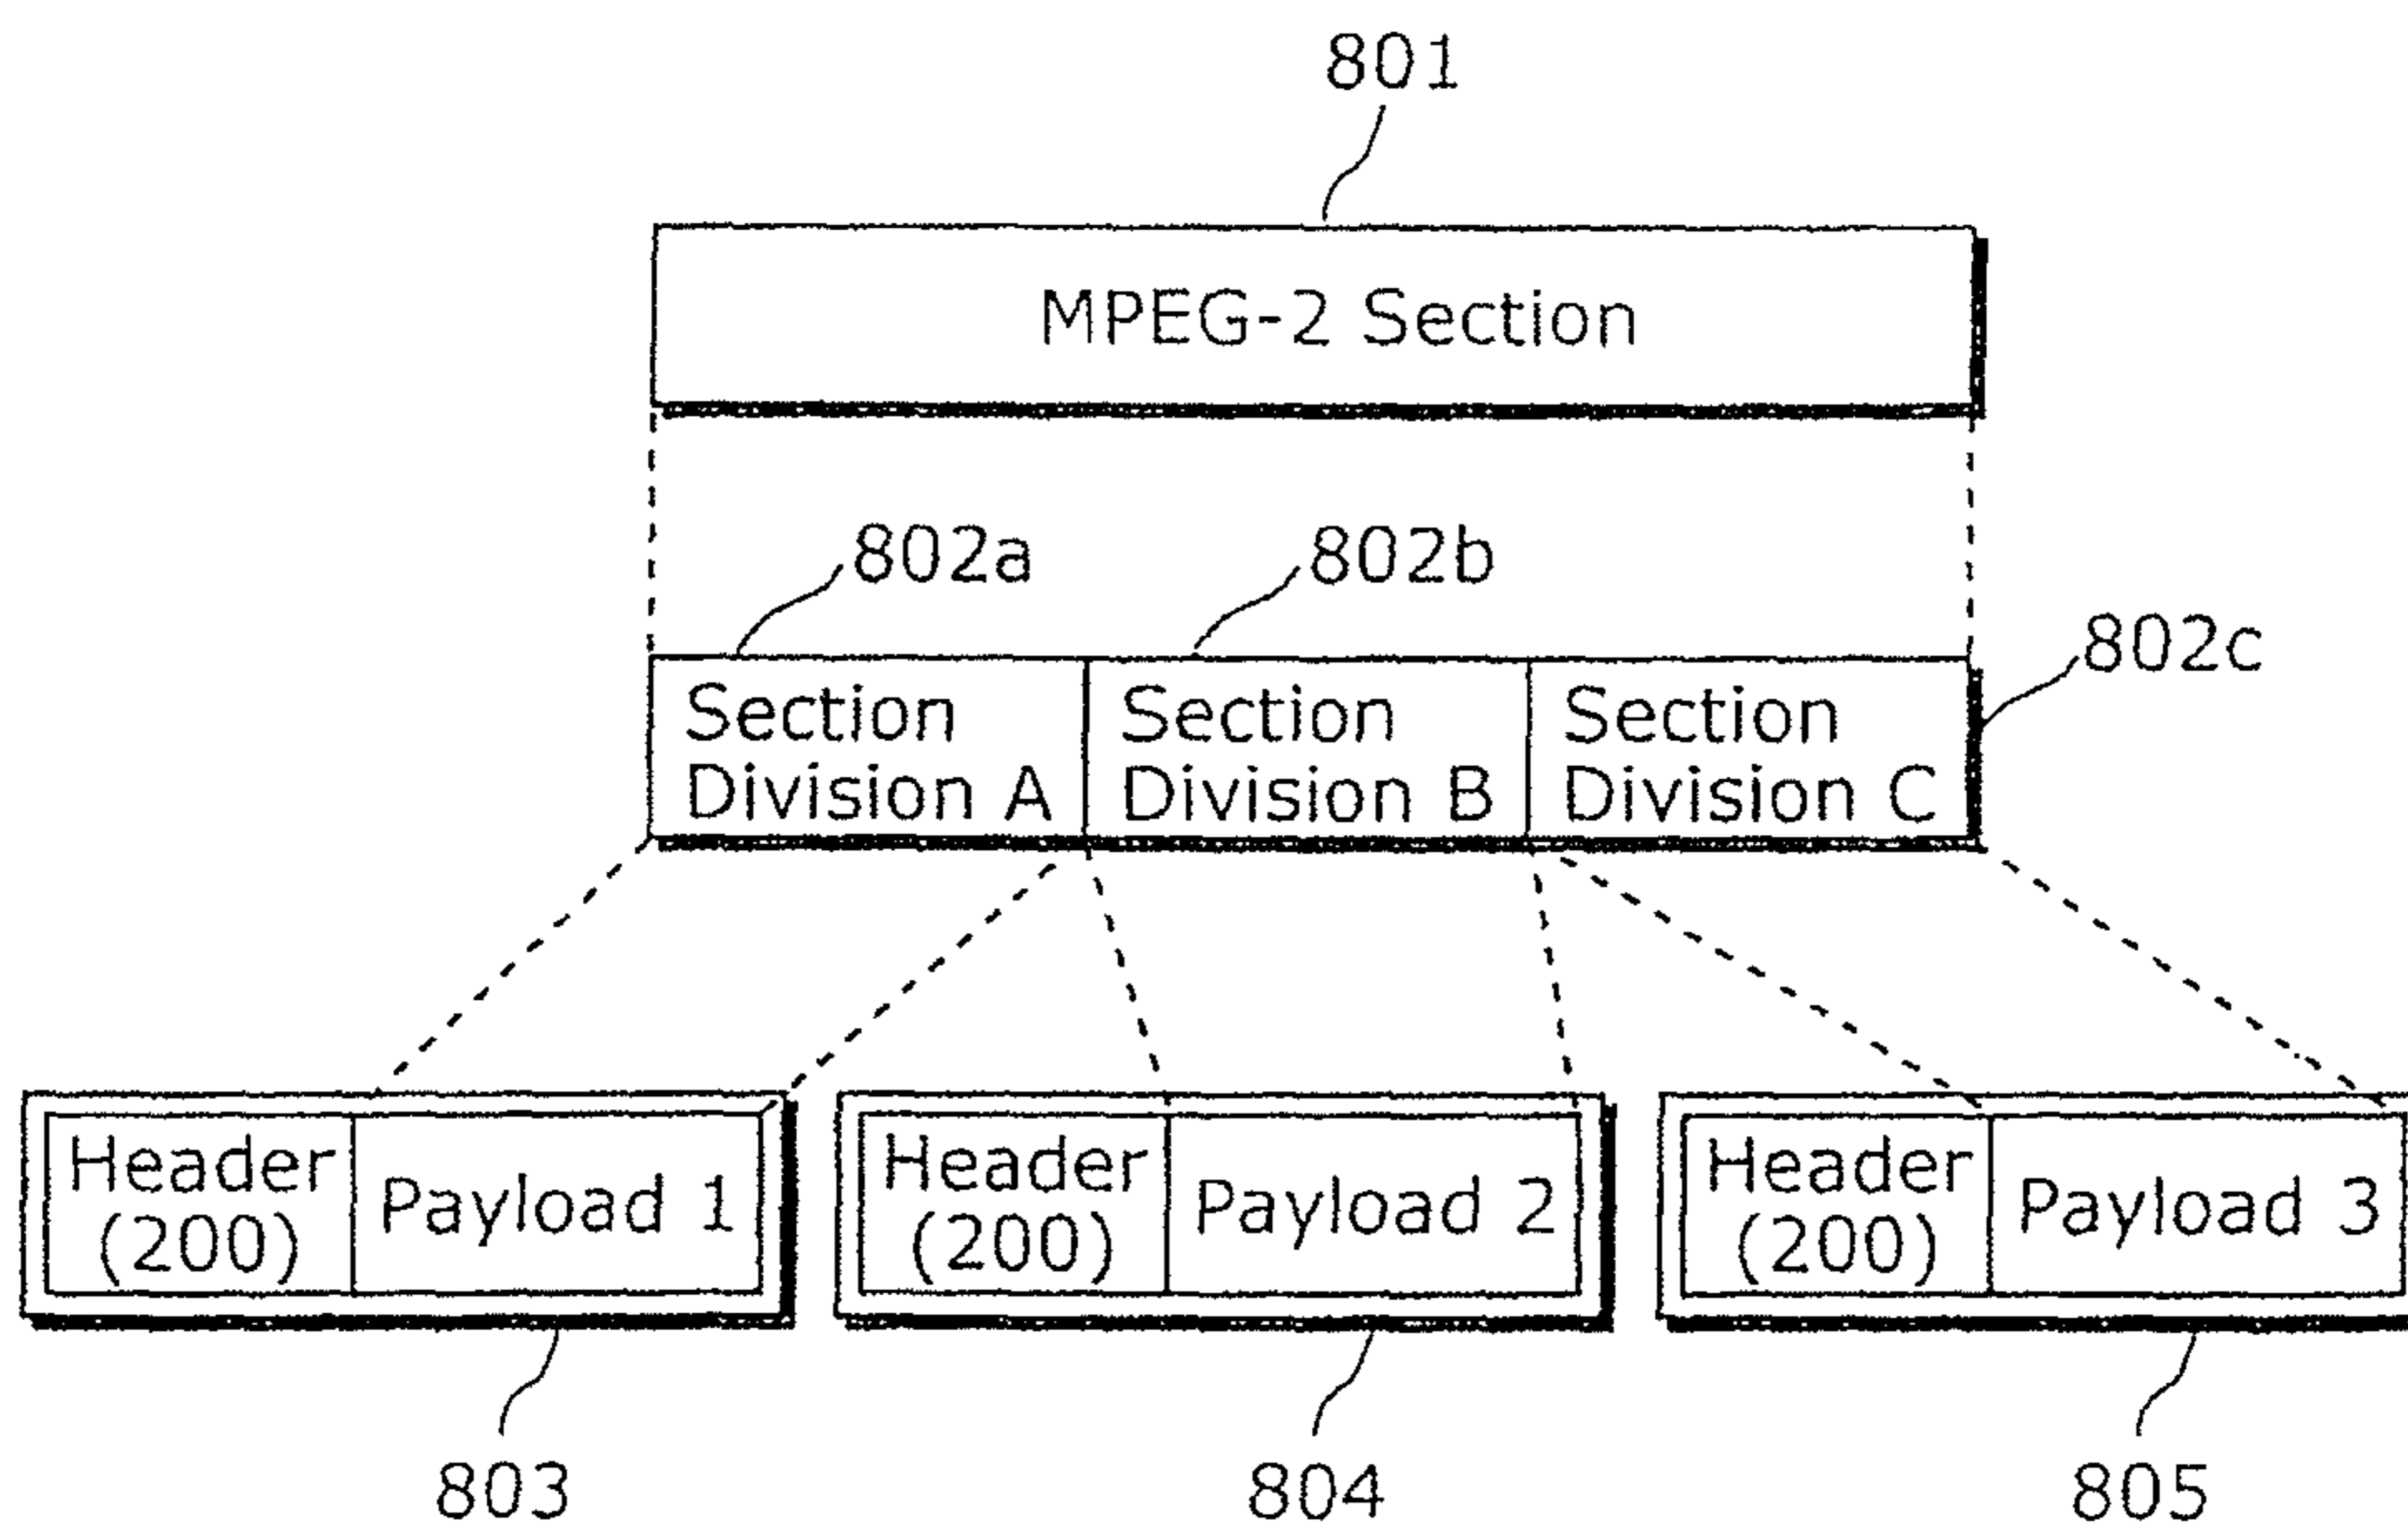 801
MPEG-2 Section
802a
802b
802c
Section
Division A
Section
Division B
Section
Division C
Header
(200)
Payload 1
Header
(200)
Payload 2
Header
(200)
Payload 3
803
804
805